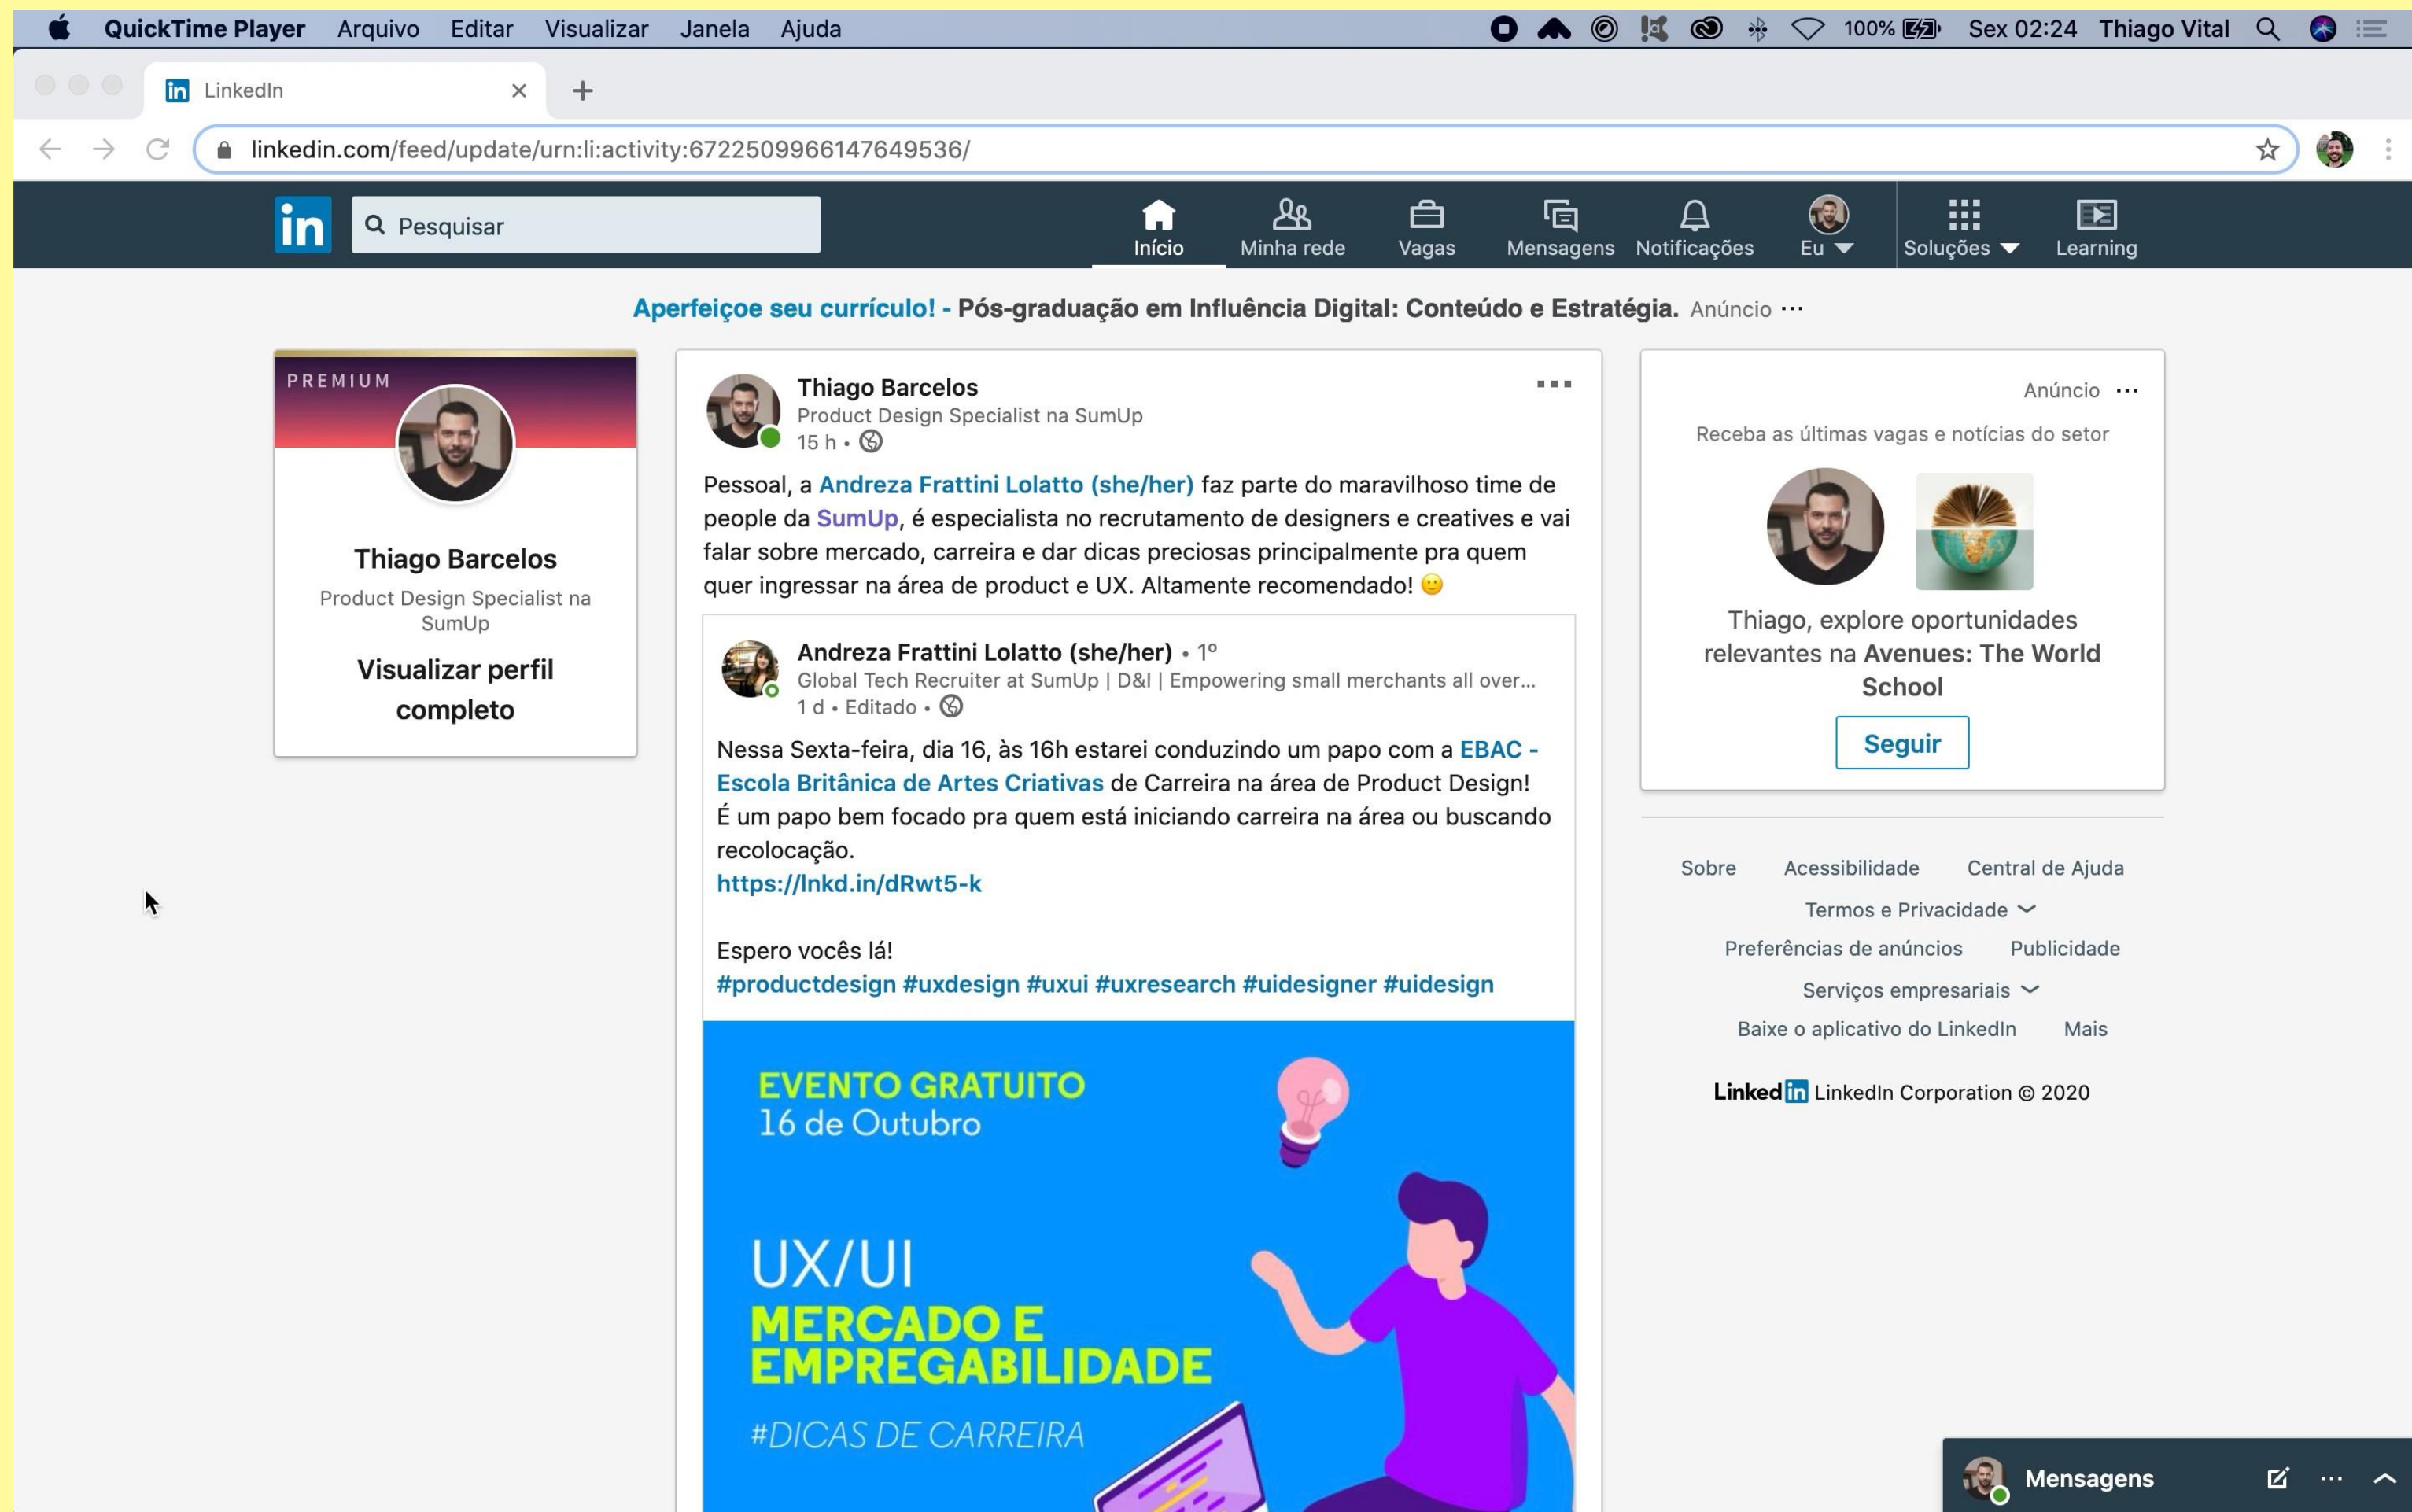 QuickTime Player Arquivo Editar Visualizar Janela Ajuda 100% Sex 02:24 Thiago Vital
in LinkedIn
linkedin.com/feed/update/urn:li:activity:6722509966147649536/
in Pesquisar Início Minha rede Vagas Mensagens Notificações Eu Soluções Learning
Aperfeiçoe seu currículo! - Pós-graduação em Influência Digital: Conteúdo e Estratégia. Anúncio ···
PREMIUM
Thiago Barcelos
Product Design Specialist na
SumUp
Visualizar perfil
completo
Thiago Barcelos
Product Design Specialist na SumUp
15 h •
Pessoal, a Andreza Frattini Lolatto (she/her) faz parte do maravilhoso time de
people da SumUp, é especialista no recrutamento de designers e creatives e vai
falar sobre mercado, carreira e dar dicas preciosas principalmente pra quem
quer ingressar na área de product e UX. Altamente recomendado! 🙂
Andreza Frattini Lolatto (she/her) • 1º
Global Tech Recruiter at SumUp | D&I | Empowering small merchants all over...
1 d • Editado •
Nessa Sexta-feira, dia 16, às 16h estarei conduzindo um papo com a EBAC -
Escola Britânica de Artes Criativas de Carreira na área de Product Design!
É um papo bem focado pra quem está iniciando carreira na área ou buscando
recolocação.
https://lnkd.in/dRwt5-k
Espero vocês lá!
#productdesign #uxdesign #uxui #uxresearch #uidesigner #uidesign
EVENTO GRATUITO
16 de Outubro
UX/UI
MERCADO E
EMPREGABILIDADE
#DICAS DE CARREIRA
Anúncio ···
Receba as últimas vagas e notícias do setor
Thiago, explore oportunidades
relevantes na Avenues: The World
School
Seguir
Sobre Acessibilidade Central de Ajuda
Termos e Privacidade
Preferências de anúncios Publicidade
Serviços empresariais
Baixe o aplicativo do LinkedIn Mais
Linked in LinkedIn Corporation © 2020
Mensagens